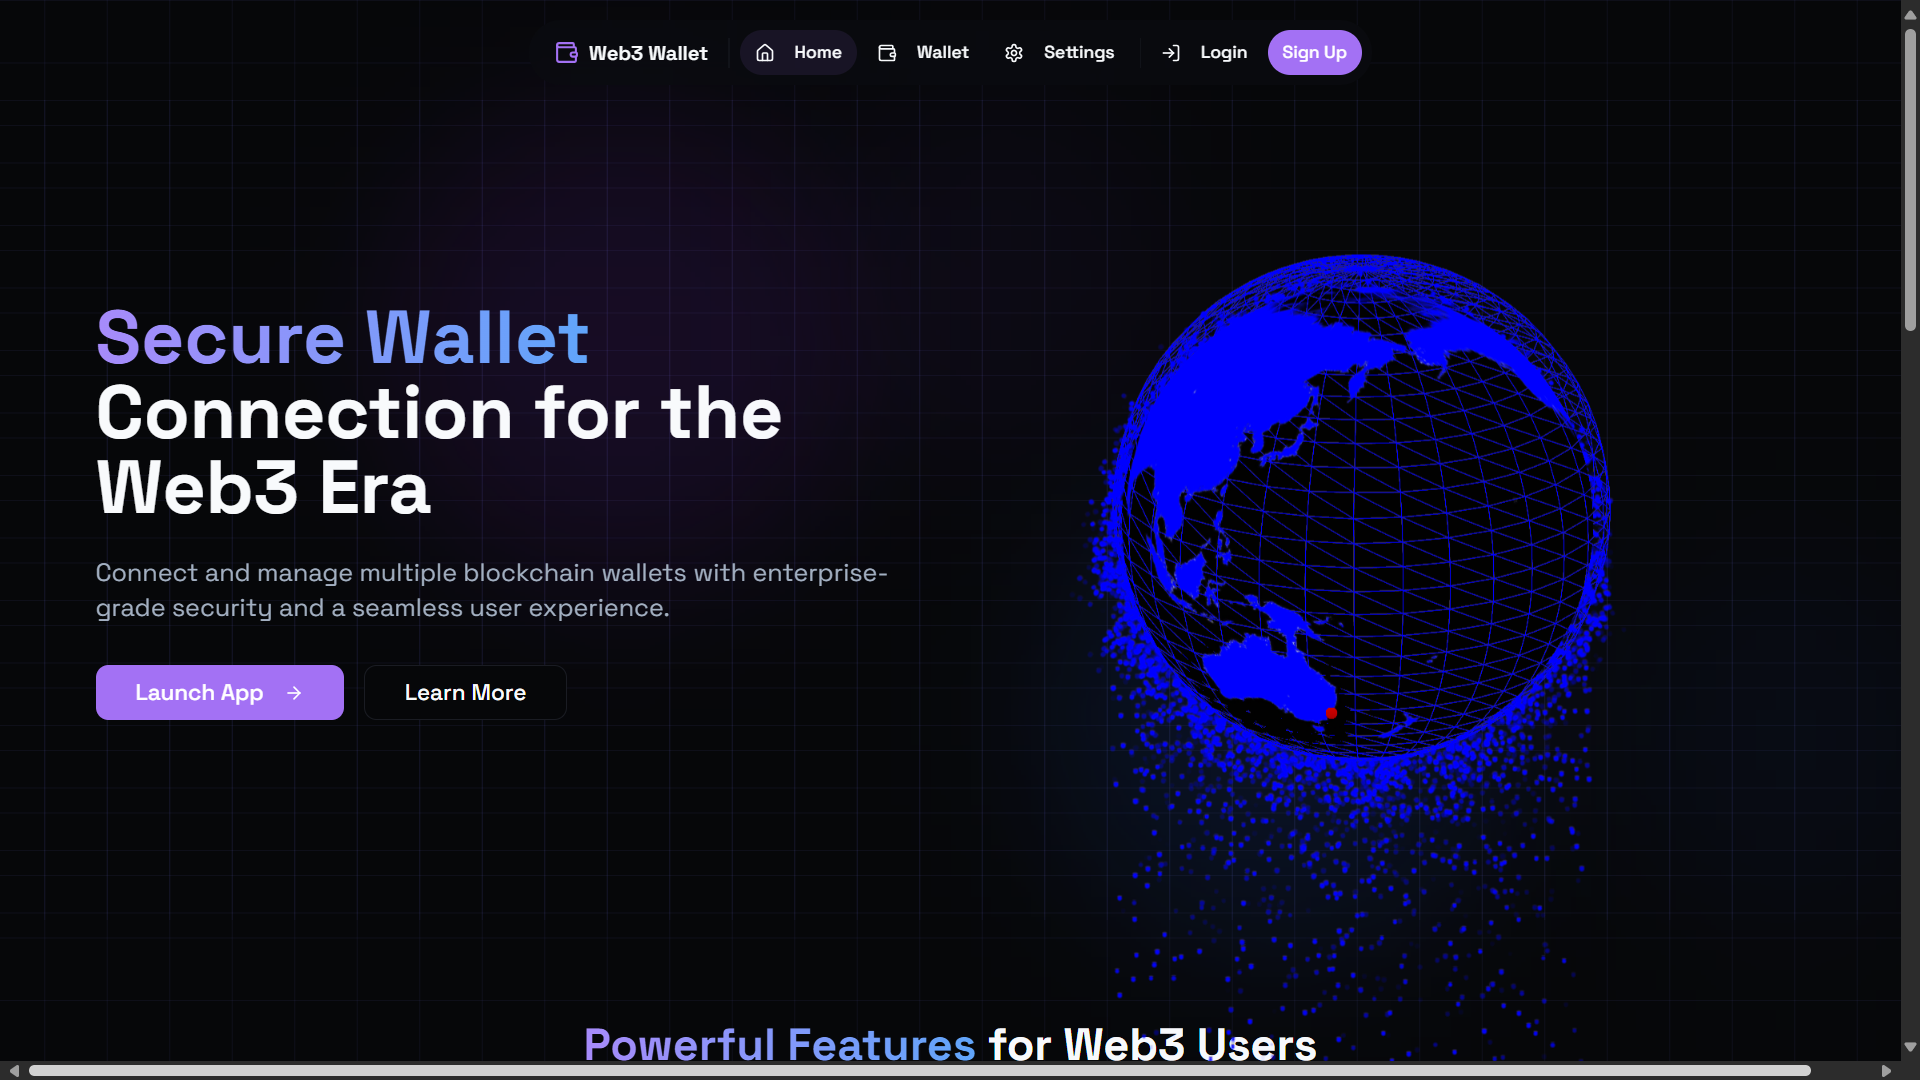 Web3 Wallet
Home
Wallet
Settings
Login
Sign Up
Secure Wallet
Connection for the
Web3 Era
Connect and manage multiple blockchain wallets with enterprise-
grade security and a seamless user experience.
Launch App
Learn More
Powerful Features for Web3 Users